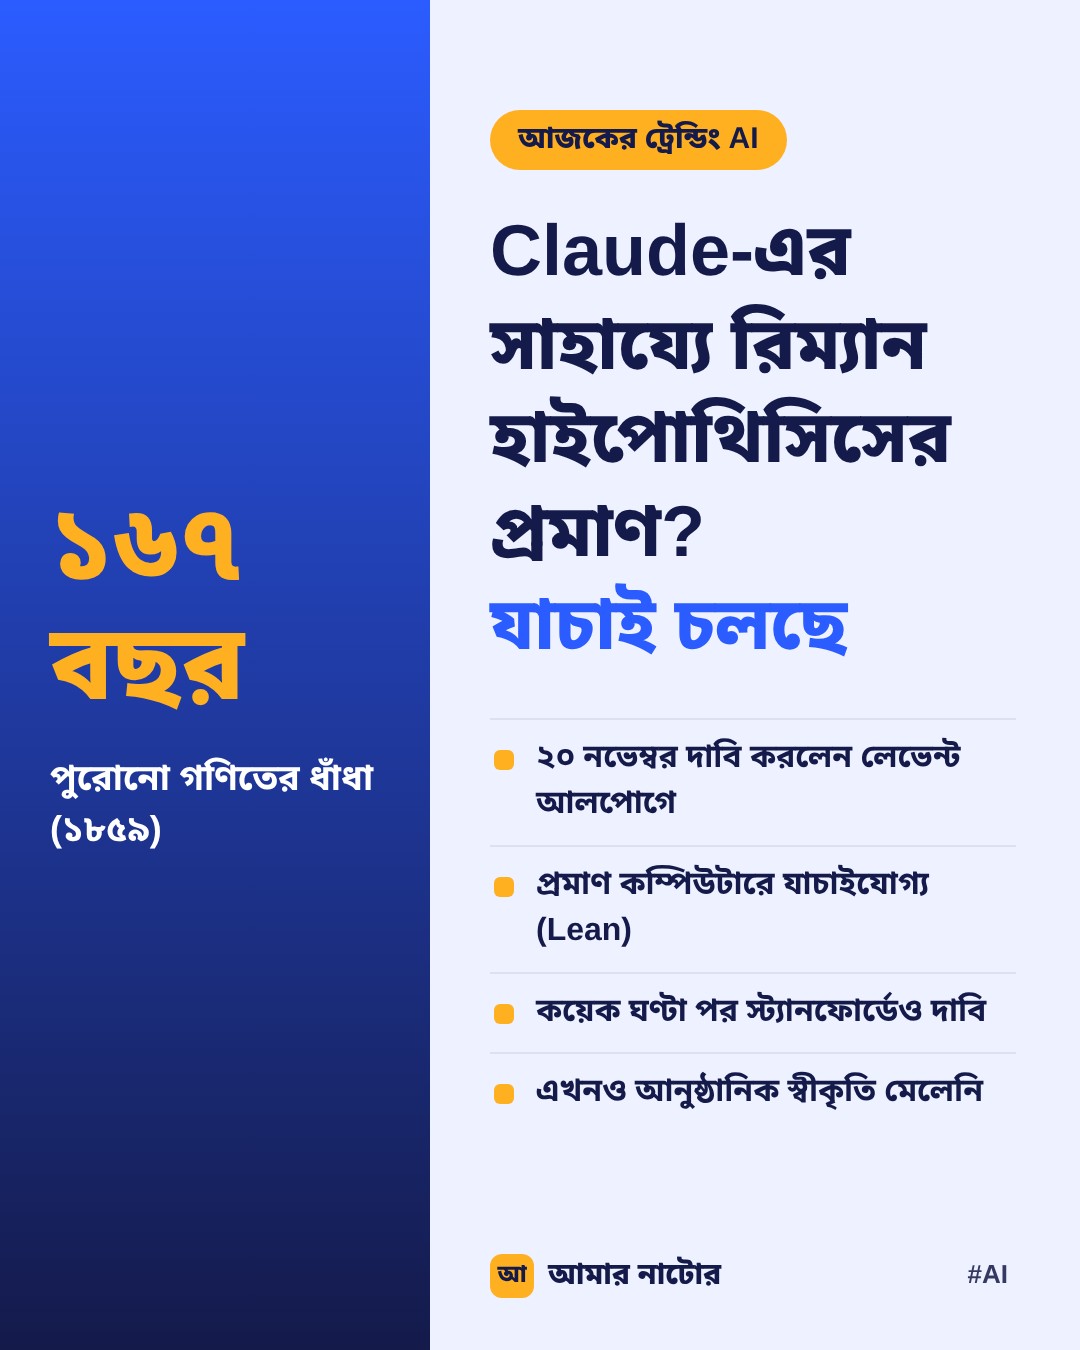 ১৬৭
বছর
পুরোনো গণিতের ধাঁধা
(১৮৫৯)
আজকের ট্রেন্ডিং AI
Claude-এর
সাহায্যে রিম্যান
হাইপোথিসিসের
প্রমাণ?
যাচাই চলছে
২০ নভেম্বর দাবি করলেন লেভেন্ট
আলপোগে
প্রমাণ কম্পিউটারে যাচাইযোগ্য
(Lean)
কয়েক ঘণ্টা পর স্ট্যানফোর্ডেও দাবি
এখনও আনুষ্ঠানিক স্বীকৃতি মেলেনি
আ আমার নাটোর
#AI